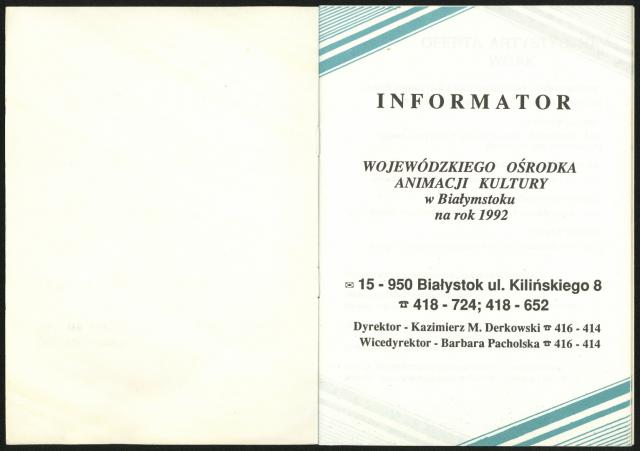 INFORMATOR
WOJEWÓDZKIEGO OŚRODKA
ANIMACJI KULTURY
w Białymstoku
na rok 1992
✉ 15 - 950 Białystok ul. Kilińskiego 8
☎ 418 - 724; 418 - 652
Dyrektor - Kazimierz M. Derkowski ☎ 416 - 414
Wicedyrektor - Barbara Pacholska ☎ 416 - 414